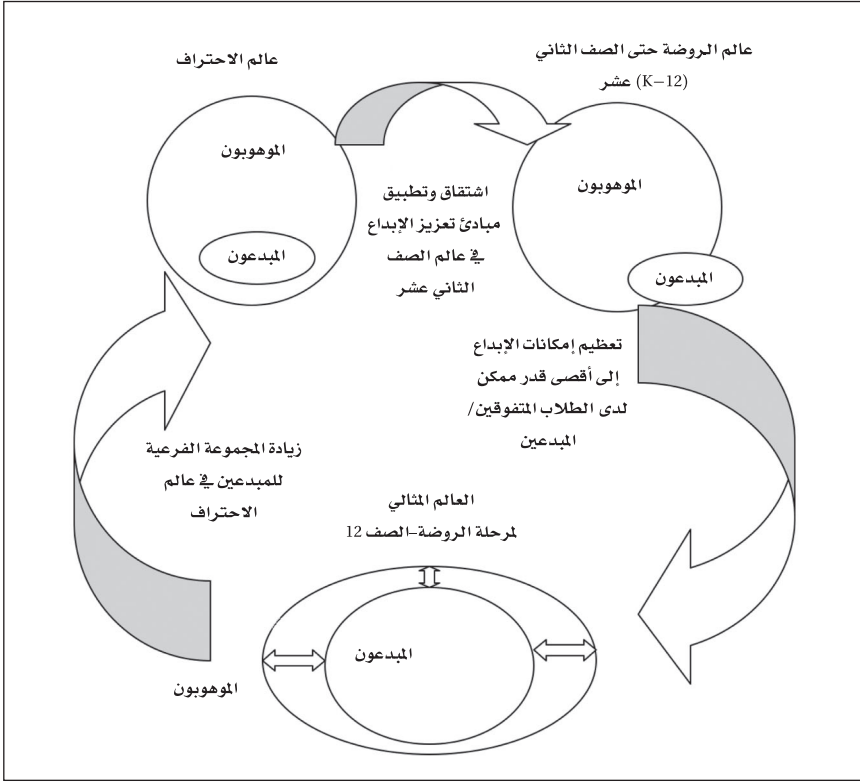 عالم الروضة حتى الصف الثاني
عشر (K–12)
عالم الاحتراف
الموهوبون
المبدعون
الموهوبون
المبدعون
اشتقاق وتطبيق
مبادئ تعزيز الإبداع
في عالم الصف
الثاني عشر
تعظيم إمكانات الإبداع
إلى أقصى قدر ممكن
لدى الطلاب المتفوقين/
المبدعين
زيادة المجموعة الفرعية
للمبدعين في عالم
الاحتراف
العالم المثالي
لمرحلة الروضة–الصف 12
المبدعون
الموهوبون